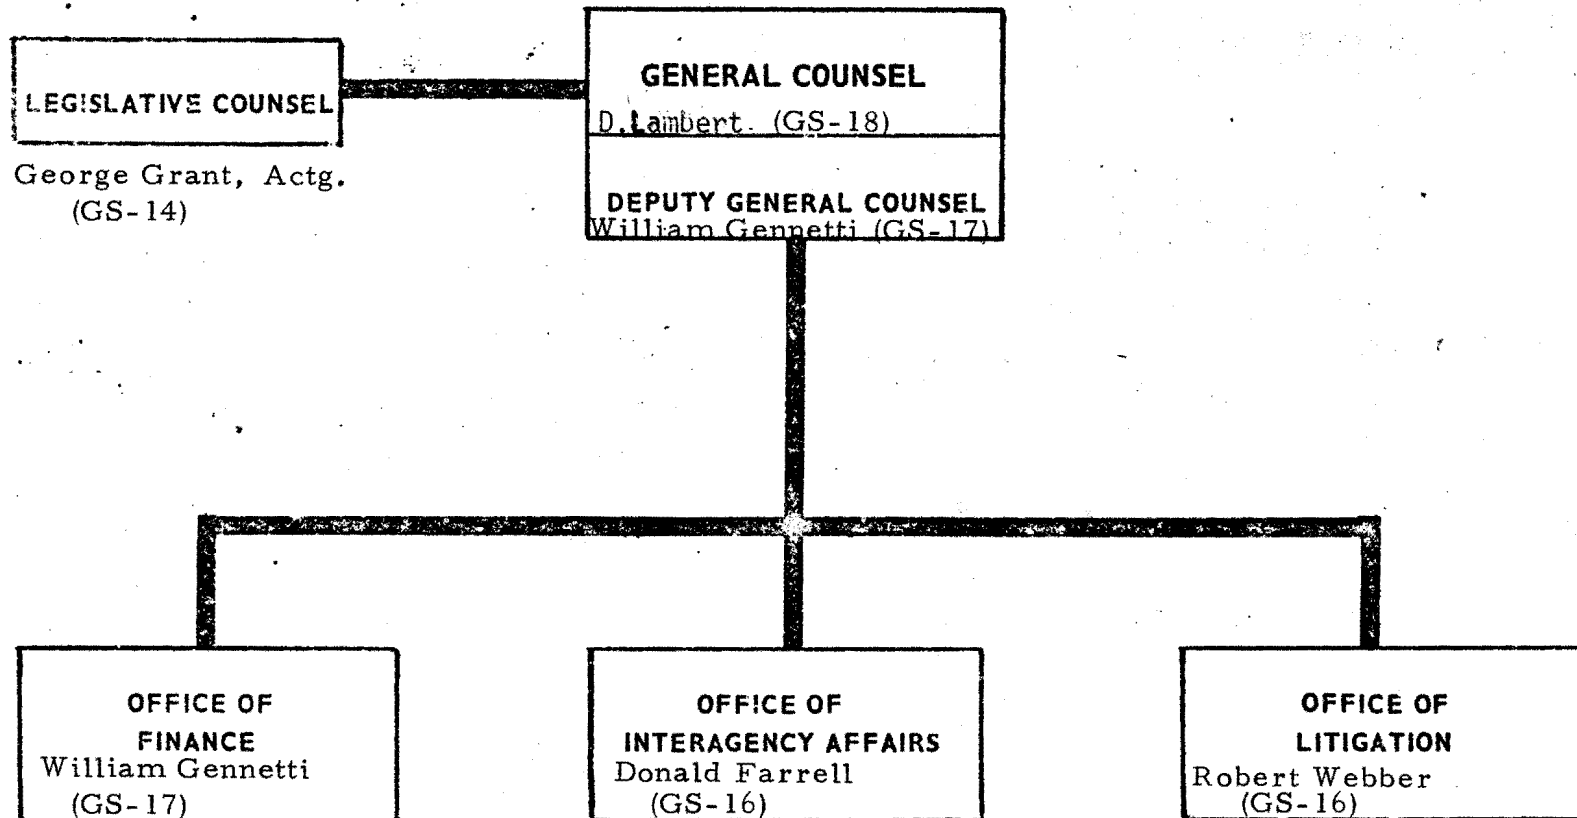 LEGISLATIVE COUNSEL
George Grant, Actg.
(GS-14)
GENERAL COUNSEL
D.Lambert. (GS-18)
DEPUTY GENERAL COUNSEL
William Gennetti (GS-17)
OFFICE OF
FINANCE
William Gennetti
(GS-17)
OFFICE OF
INTERAGENCY AFFAIRS
Donald Farrell
(GS-16)
OFFICE OF
LITIGATION
Robert Webber
(GS-16)